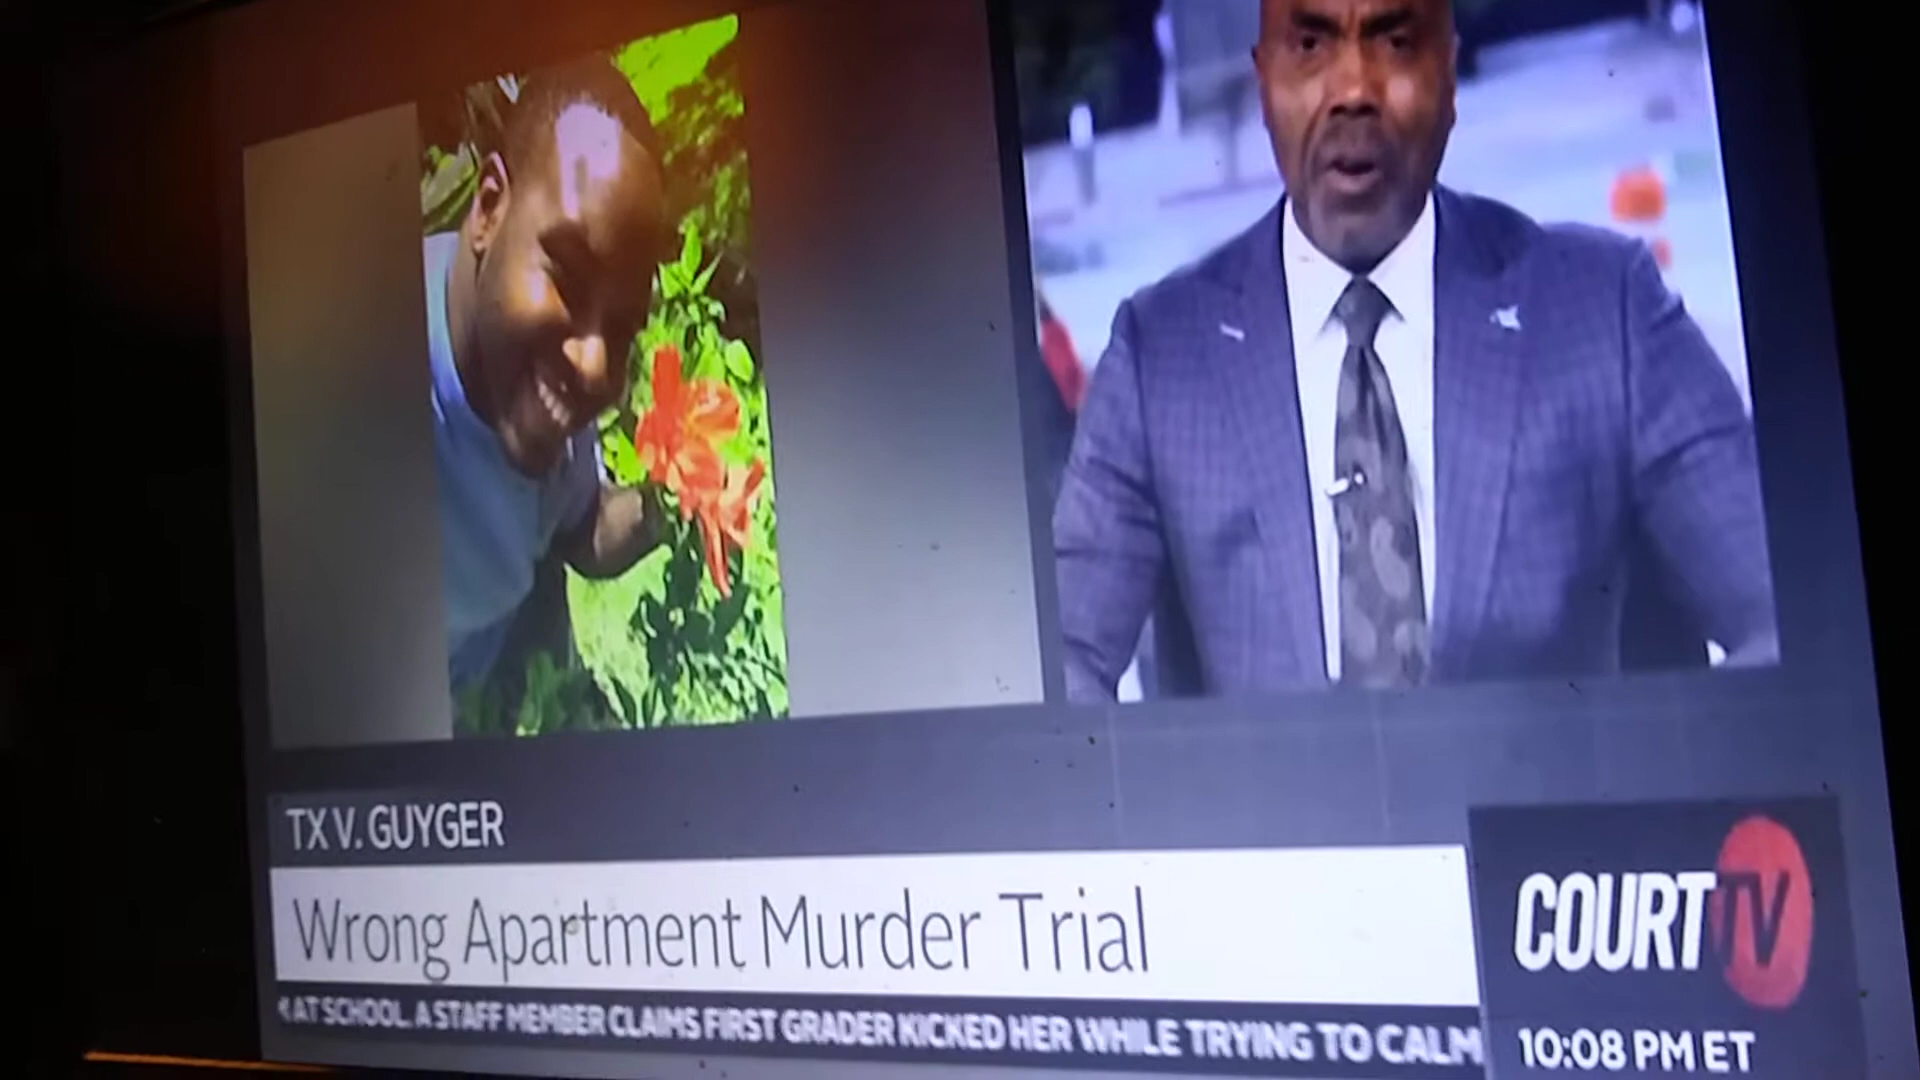 TX V. GUYGER
Wrong Apartment Murder Trial
COURT TV
AT SCHOOL. A STAFF MEMBER CLAIMS FIRST GRADER KICKED HER WHILE TRYING TO CALM
10:08 PM ET